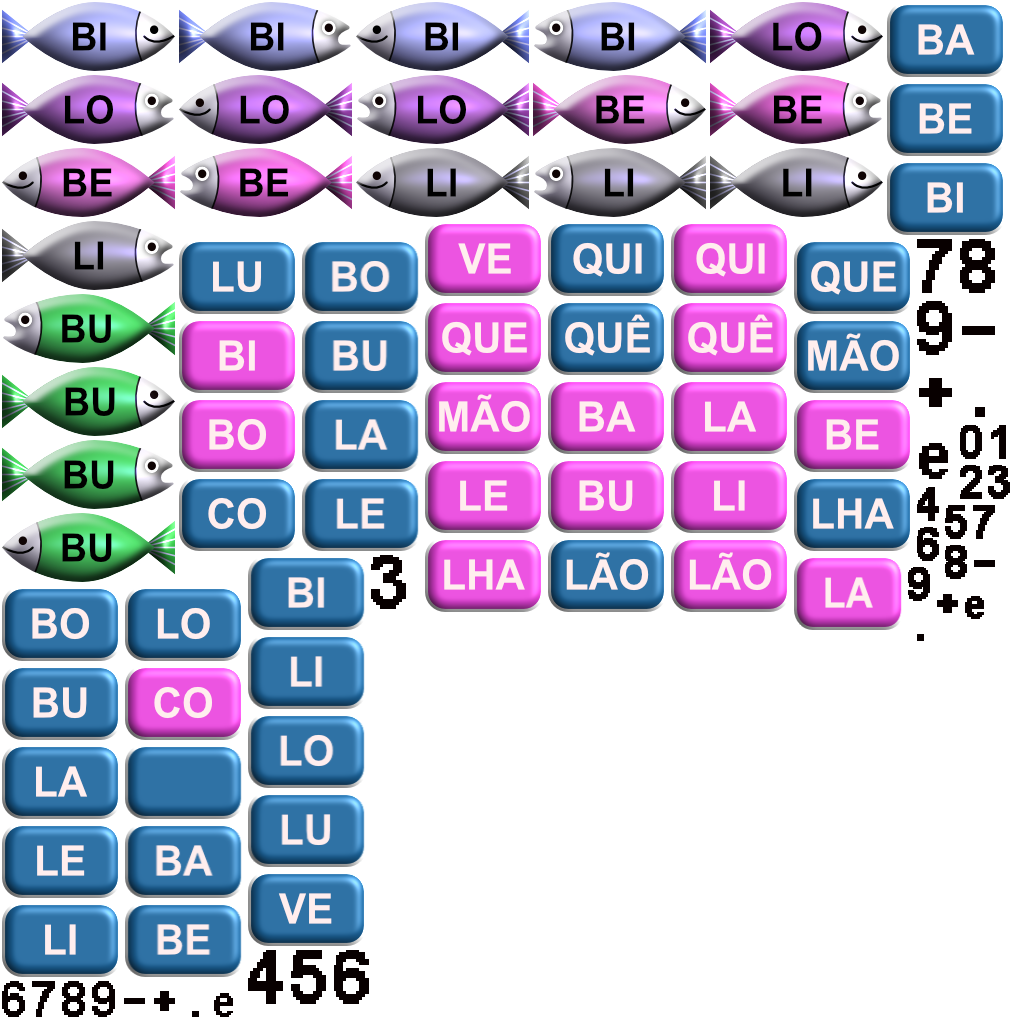 BI BI BI BI LO BA
LO LO LO BE BE BE
BE BE LI LI LI BI
LI LU BO VE QUI QUI QUE 78
BU BI BU QUE QUÊ QUÊ MÃO 9-
BU BO LA MÃO BA LA BE + .
BU CO LE LE BU LI LHA e 01
4 23
57
6 8-
BU BI 3 LHA LÃO LÃO LA 9 +e
.
BO LO LI
BU CO LO
LA LU
LE BA VE
LI BE
6789-+.e 456